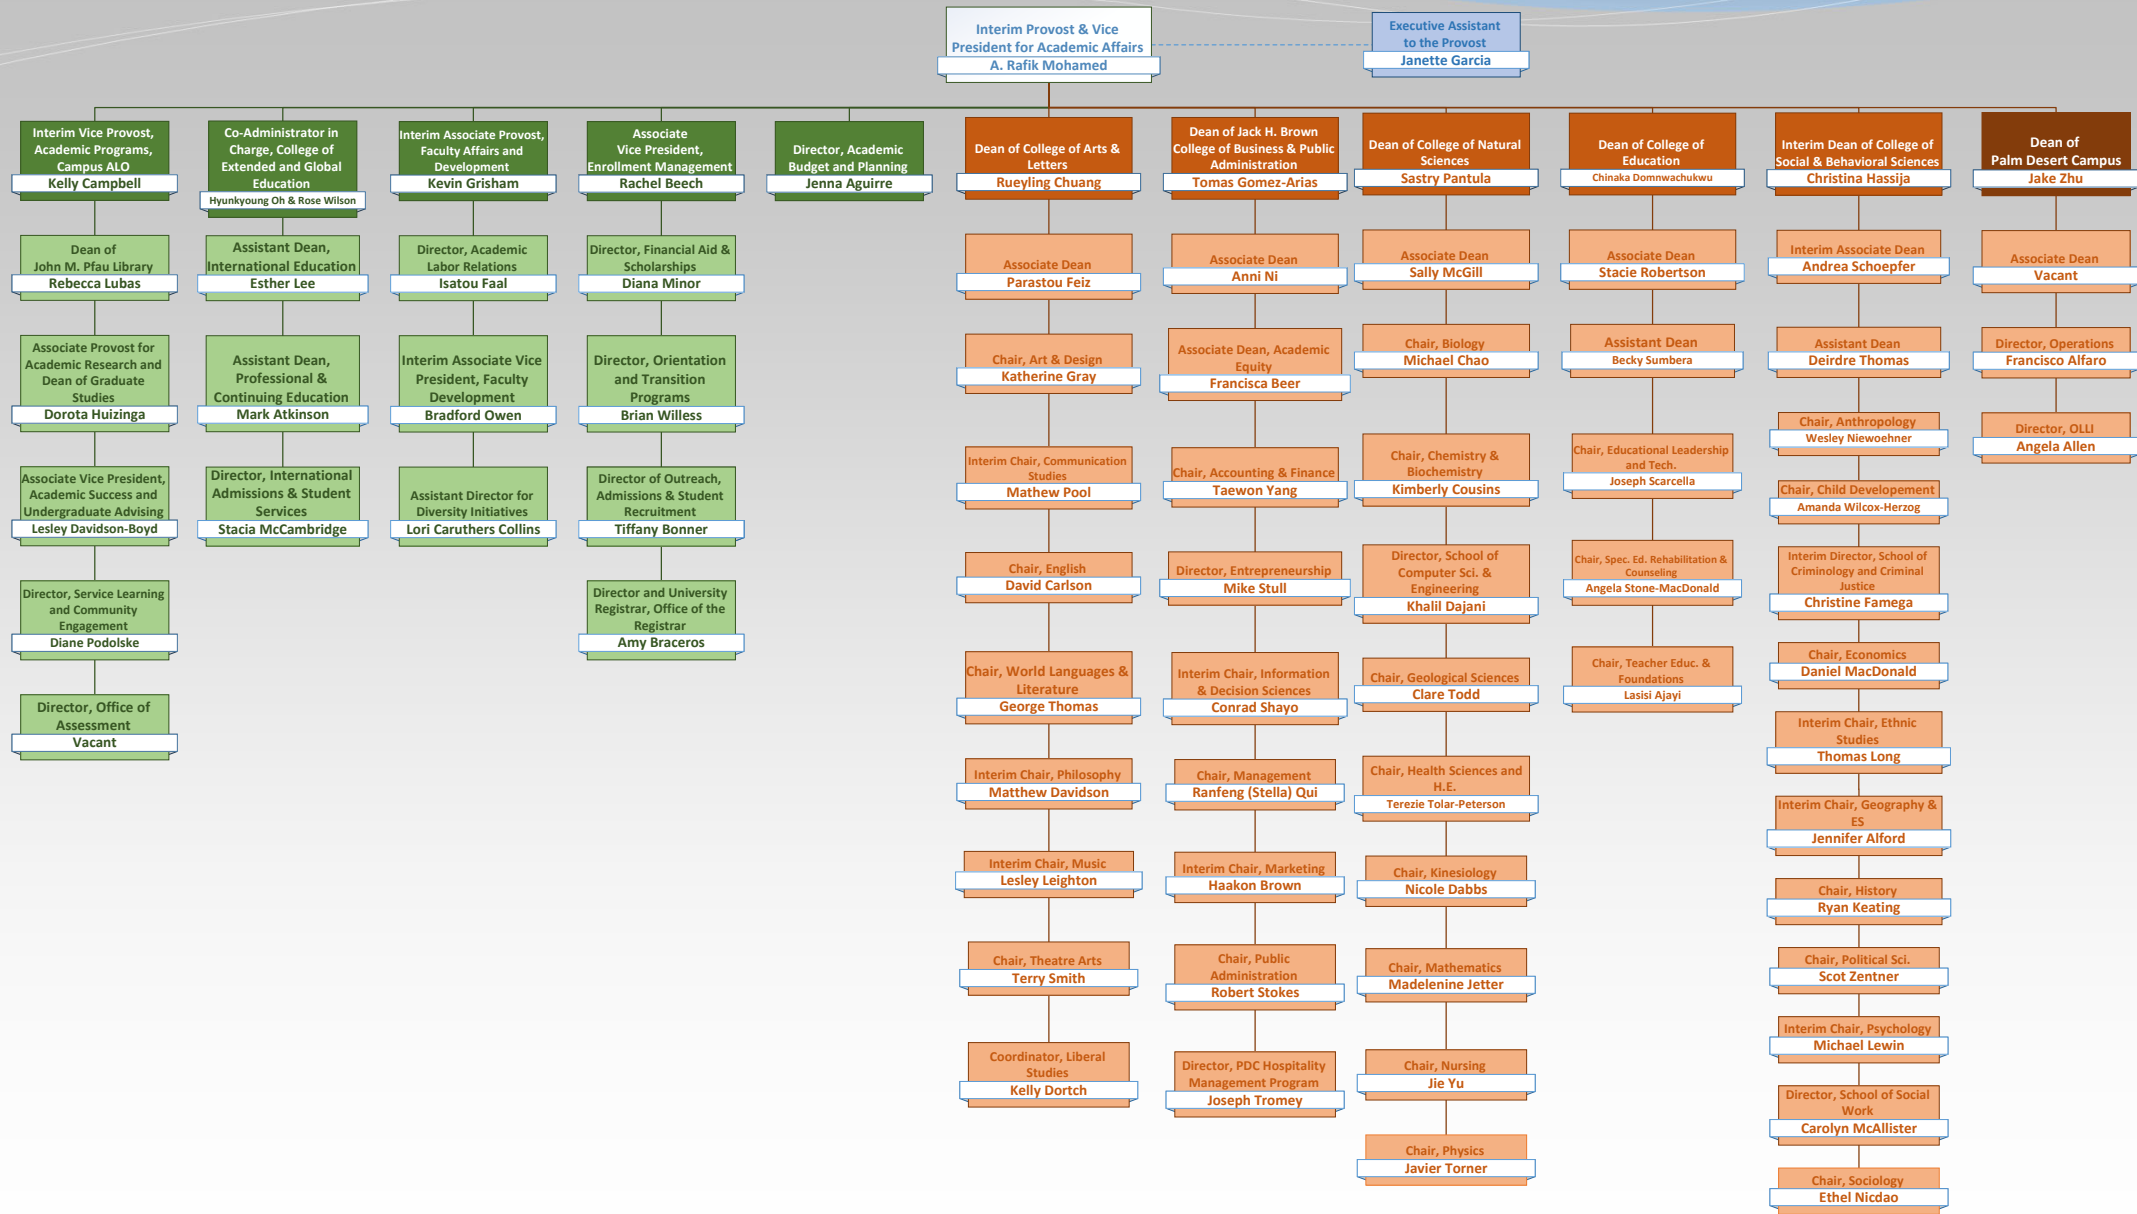 Interim Provost & Vice
President for Academic Affairs
A. Rafik Mohamed
Executive Assistant
to the Provost
Janette Garcia
Interim Vice Provost,
Academic Programs,
Campus ALO
Kelly Campbell
Dean of
John M. Pfau Library
Rebecca Lubas
Associate Provost for
Academic Research and
Dean of Graduate
Studies
Dorota Huizinga
Associate Vice President,
Academic Success and
Undergraduate Advising
Lesley Davidson-Boyd
Director, Service Learning
and Community
Engagement
Diane Podolske
Director, Office of
Assessment
Vacant
Co-Administrator in
Charge, College of
Extended and Global
Education
Hyunkyoung Oh & Rose Wilson
Assistant Dean,
International Education
Esther Lee
Assistant Dean,
Professional &
Continuing Education
Mark Atkinson
Director, International
Admissions & Student
Services
Stacia McCambridge
Interim Associate Provost,
Faculty Affairs and
Development
Kevin Grisham
Director, Academic
Labor Relations
Isatou Faal
Interim Associate Vice
President, Faculty
Development
Bradford Owen
Assistant Director for
Diversity Initiatives
Lori Caruthers Collins
Associate
Vice President,
Enrollment Management
Rachel Beech
Director, Financial Aid &
Scholarships
Diana Minor
Director, Orientation
and Transition
Programs
Brian Willess
Director of Outreach,
Admissions & Student
Recruitment
Tiffany Bonner
Director and University
Registrar, Office of the
Registrar
Amy Braceros
Director, Academic
Budget and Planning
Jenna Aguirre
Dean of College of Arts &
Letters
Rueyling Chuang
Associate Dean
Parastou Feiz
Chair, Art & Design
Katherine Gray
Interim Chair, Communication
Studies
Mathew Pool
Chair, English
David Carlson
Chair, World Languages &
Literature
George Thomas
Interim Chair, Philosophy
Matthew Davidson
Interim Chair, Music
Lesley Leighton
Chair, Theatre Arts
Terry Smith
Coordinator, Liberal
Studies
Kelly Dortch
Dean of Jack H. Brown
College of Business & Public
Administration
Tomas Gomez-Arias
Associate Dean
Anni Ni
Associate Dean, Academic
Equity
Francisca Beer
Chair, Accounting & Finance
Taewon Yang
Director, Entrepreneurship
Mike Stull
Interim Chair, Information
& Decision Sciences
Conrad Shayo
Chair, Management
Ranfeng (Stella) Qui
Interim Chair, Marketing
Haakon Brown
Chair, Public
Administration
Robert Stokes
Director, PDC Hospitality
Management Program
Joseph Tromey
Dean of College of Natural
Sciences
Sastry Pantula
Associate Dean
Sally McGill
Chair, Biology
Michael Chao
Chair, Chemistry &
Biochemistry
Kimberly Cousins
Director, School of
Computer Sci. &
Engineering
Khalil Dajani
Chair, Geological Sciences
Clare Todd
Chair, Health Sciences and
H.E.
Terezie Tolar-Peterson
Chair, Kinesiology
Nicole Dabbs
Chair, Mathematics
Madelenine Jetter
Chair, Nursing
Jie Yu
Chair, Physics
Javier Torner
Dean of College of
Education
Chinaka Domnwachukwu
Associate Dean
Stacie Robertson
Assistant Dean
Becky Sumbera
Chair, Educational Leadership
and Tech.
Joseph Scarcella
Chair, Spec. Ed. Rehabilitation &
Counseling
Angela Stone-MacDonald
Chair, Teacher Educ. &
Foundations
Lasisi Ajayi
Interim Dean of College of
Social & Behavioral Sciences
Christina Hassija
Interim Associate Dean
Andrea Schoepfer
Assistant Dean
Deirdre Thomas
Chair, Anthropology
Wesley Niewoehner
Chair, Child Developement
Amanda Wilcox-Herzog
Interim Director, School of
Criminology and Criminal
Justice
Christine Famega
Chair, Economics
Daniel MacDonald
Interim Chair, Ethnic
Studies
Thomas Long
Interim Chair, Geography &
ES
Jennifer Alford
Chair, History
Ryan Keating
Chair, Political Sci.
Scot Zentner
Interim Chair, Psychology
Michael Lewin
Director, School of Social
Work
Carolyn McAllister
Chair, Sociology
Ethel Nicdao
Dean of
Palm Desert Campus
Jake Zhu
Associate Dean
Vacant
Director, Operations
Francisco Alfaro
Director, OLLI
Angela Allen